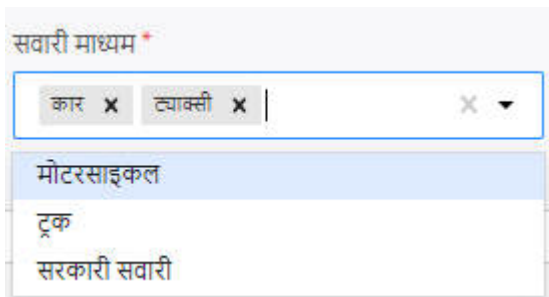 सवारी माध्यम *
कार x ट्याक्सी x
मोटरसाइकल
ट्रक
सरकारी सवारी